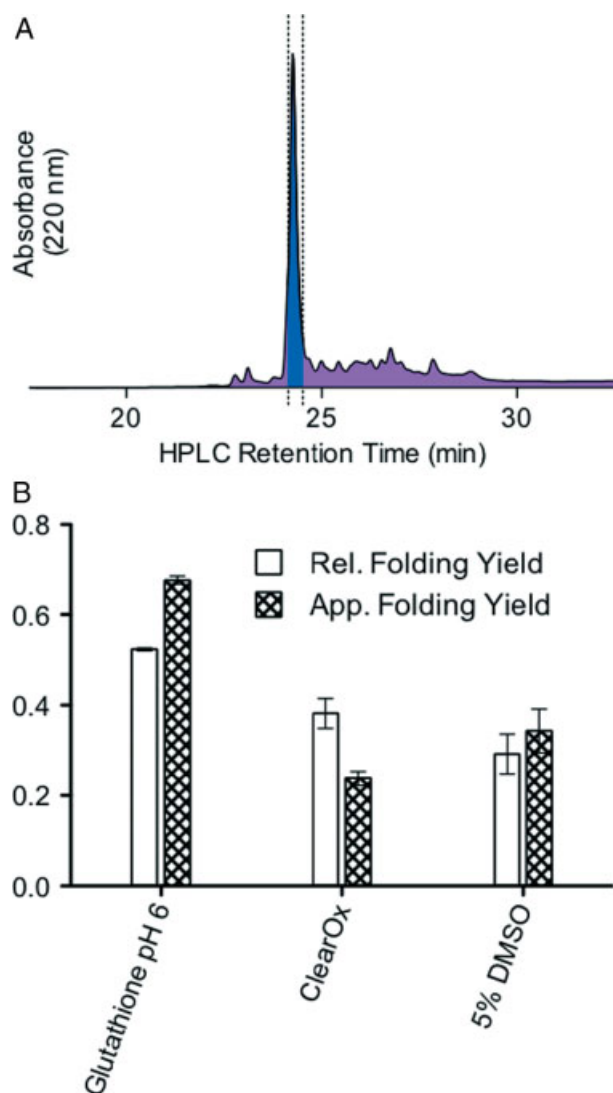 A
Absorbance
(220 nm)
20 25 30
HPLC Retention Time (min)
B
0.8
0.6
0.4
0.2
0.0
Rel. Folding Yield
App. Folding Yield
Glutathione pH 6
ClearOx
5% DMSO